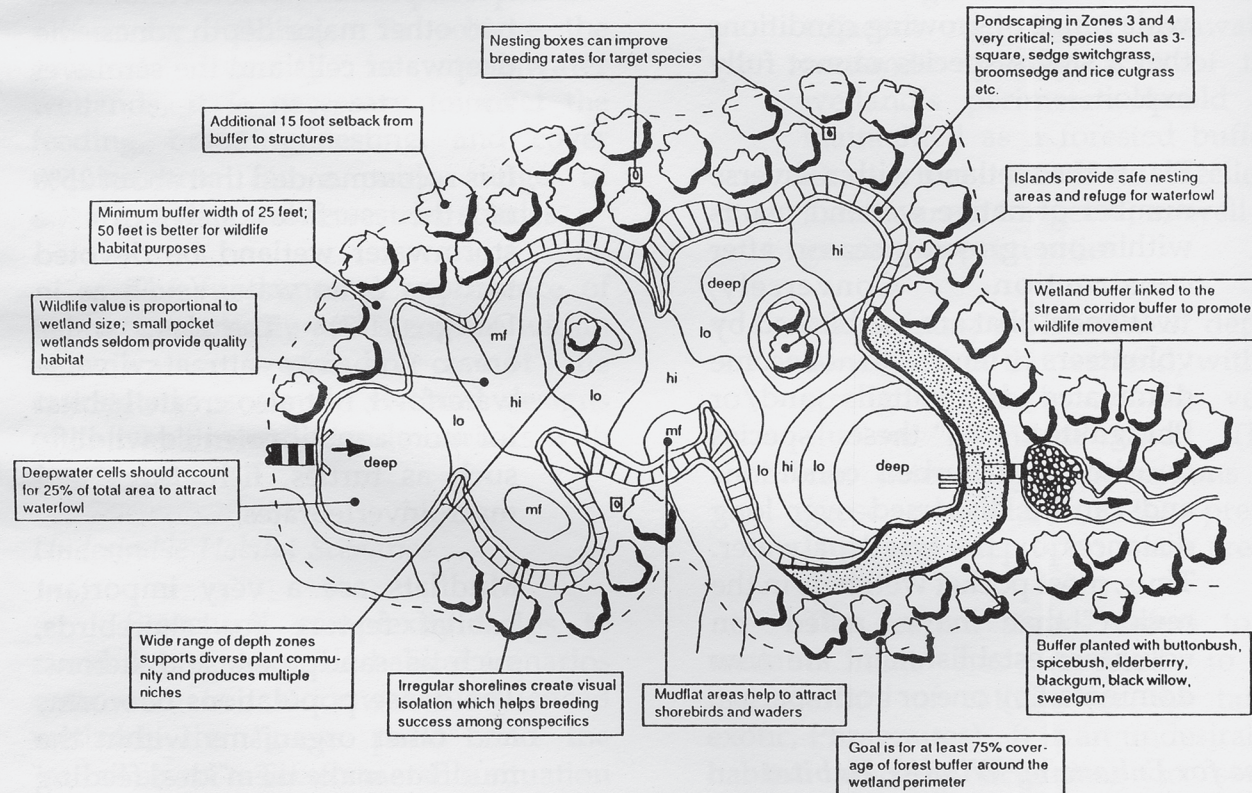 Pondscaping in Zones 3 and 4
very critical; species such as 3-
square, sedge switchgrass,
broomsedge and rice cutgrass
etc.
Nesting boxes can improve
breeding rates for target species
Additional 15 foot setback from
buffer to structures
Islands provide safe nesting
areas and refuge for waterfowl
Minimum buffer width of 25 feet;
50 feet is better for wildlife
habitat purposes
Wetland buffer linked to the
stream corridor buffer to promote
wildlife movement
Wildlife value is proportional to
wetland size; small pocket
wetlands seldom provide quality
habitat
hi
deep
mf
lo
hi
lo
hi
lo
mf
deep
lo
hi
lo
deep
mf
Deepwater cells should account
for 25% of total area to attract
waterfowl
Wide range of depth zones
supports diverse plant commu-
nity and produces multiple
niches
Irregular shorelines create visual
isolation which helps breeding
success among conspecifics
Mudflat areas help to attract
shorebirds and waders
Buffer planted with buttonbush,
spicebush, elderberrry,
blackgum, black willow,
sweetgum
Goal is for at least 75% cover-
age of forest buffer around the
wetland perimeter